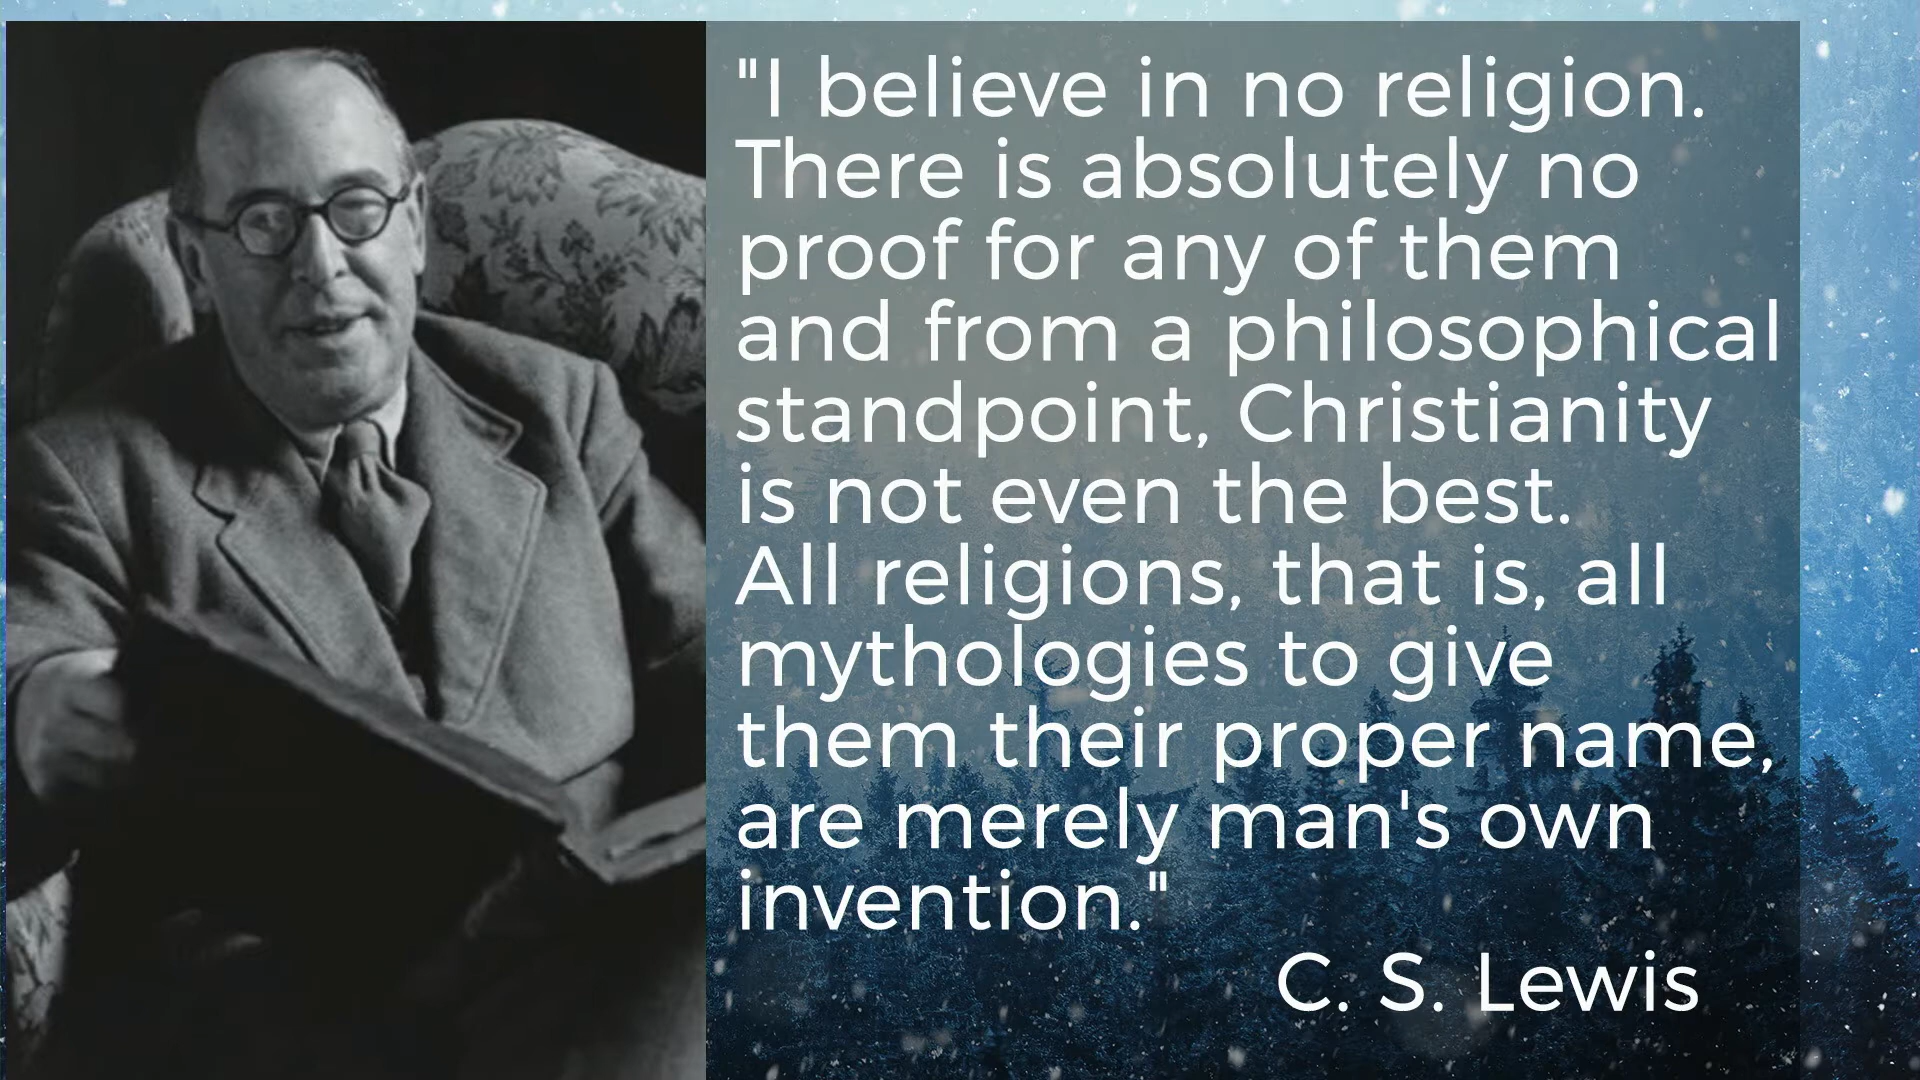 "I believe in no religion.
There is absolutely no
proof for any of them
and from a philosophical
standpoint, Christianity
is not even the best.
All religions, that is, all
mythologies to give
them their proper name,
are merely man's own
invention."
C. S. Lewis